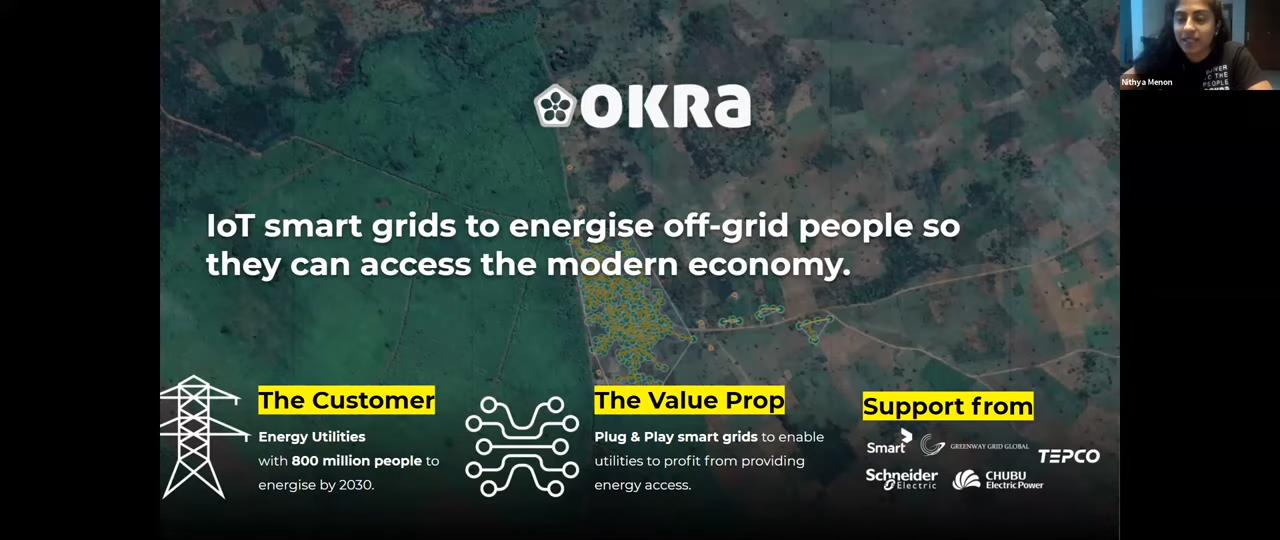 OKRa
IoT smart grids to energise off-grid people so
they can access the modern economy.
The Customer
Energy Utilities
with 800 million people to
energise by 2030.
The Value Prop
Plug & Play smart grids to enable
utilities to profit from providing
energy access.
Support from
Smart
GREENWAY GRID GLOBAL
TEPCO
Schneider
Electric
CHUBU
Electric Power
Nithya Menon
THE
PEOPLE